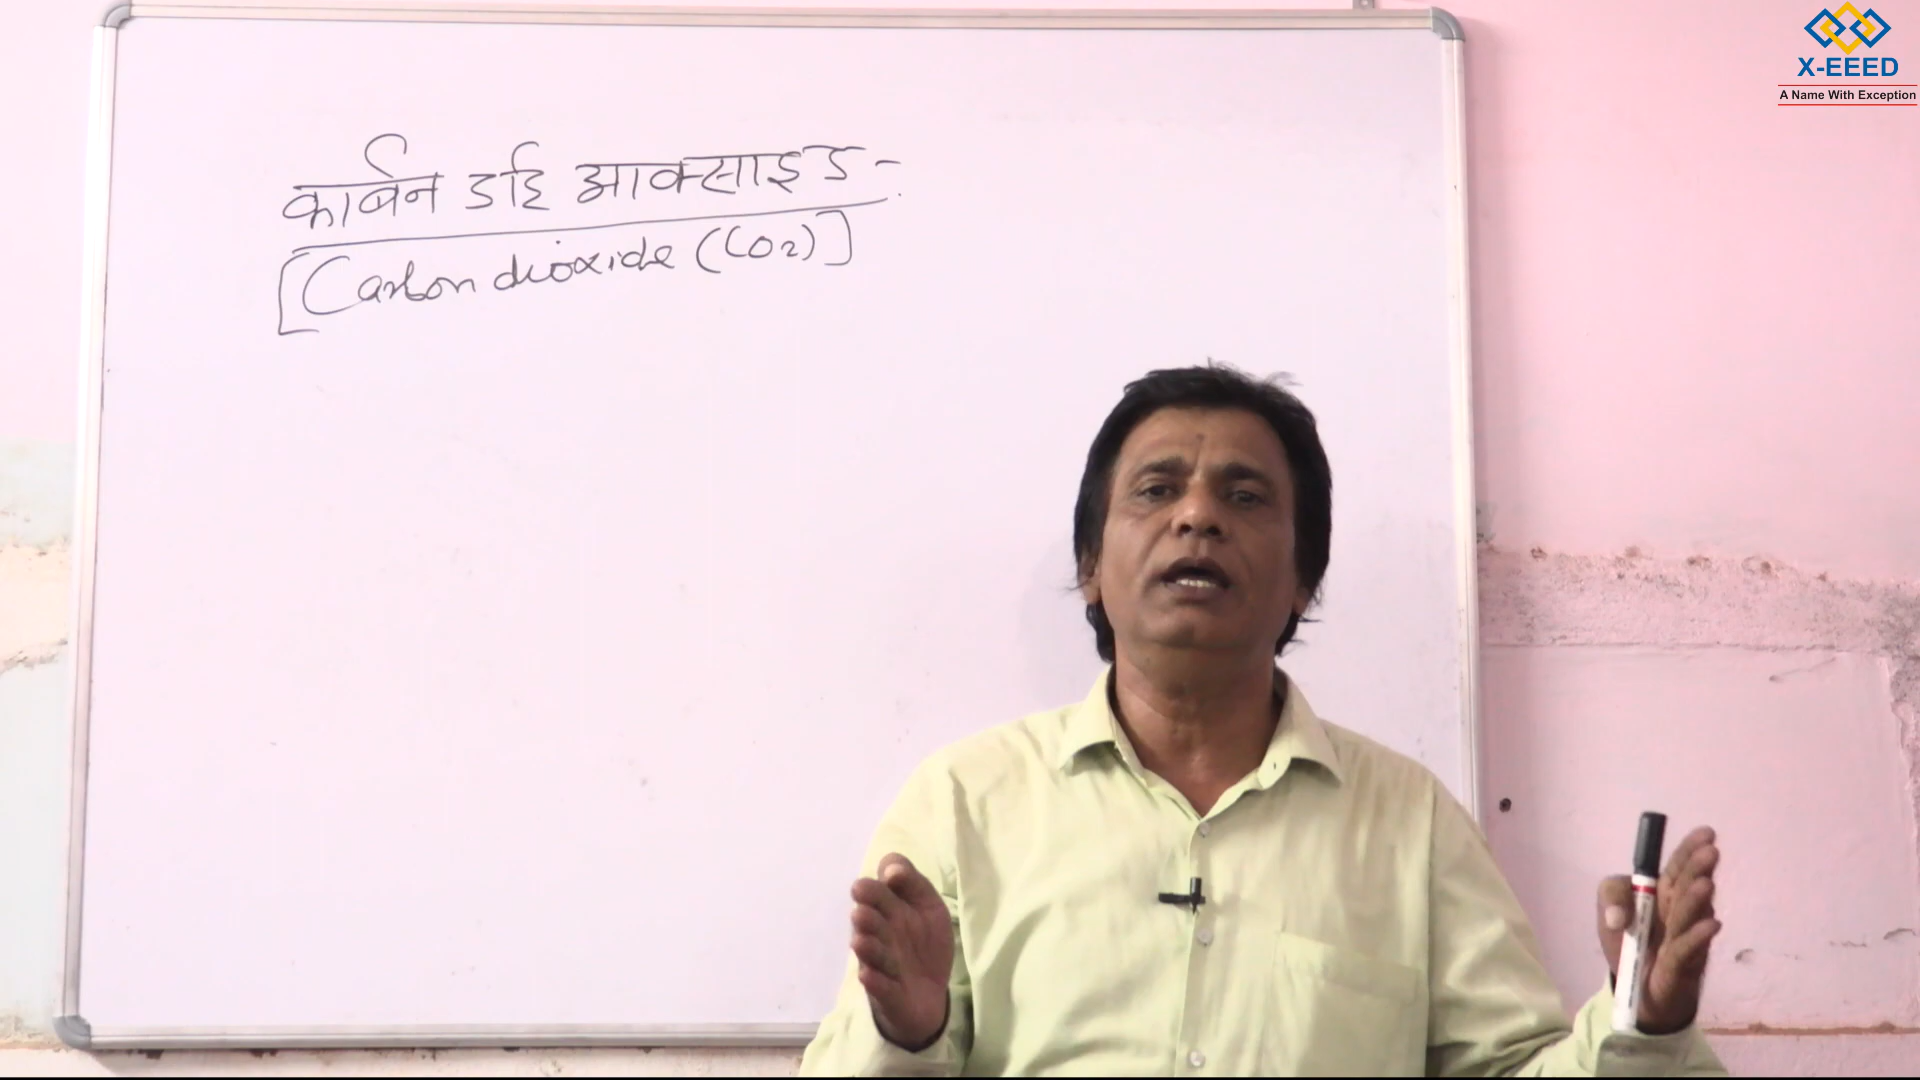 कार्बन डाई आक्साइड -
[Carbon dioxide (CO2)]
X-EEED
A Name With Exception